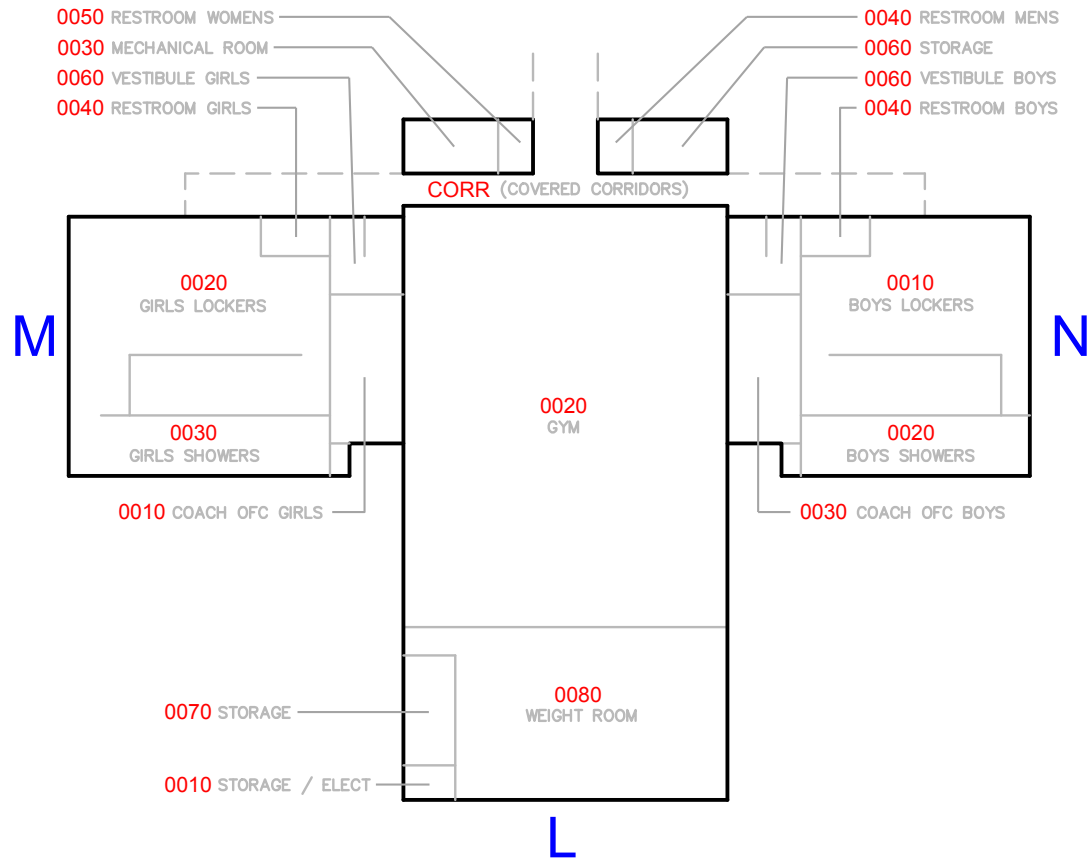 0050 RESTROOM WOMENS
0030 MECHANICAL ROOM
0060 VESTIBULE GIRLS
0040 RESTROOM GIRLS
0040 RESTROOM MENS
0060 STORAGE
0060 VESTIBULE BOYS
0040 RESTROOM BOYS
CORR (COVERED CORRIDORS)
M
0020
GIRLS LOCKERS
0030
GIRLS SHOWERS
0010 COACH OFC GIRLS
0020
GYM
0010
BOYS LOCKERS
0020
BOYS SHOWERS
0030 COACH OFC BOYS
N
0070 STORAGE
0080
WEIGHT ROOM
0010 STORAGE / ELECT
L